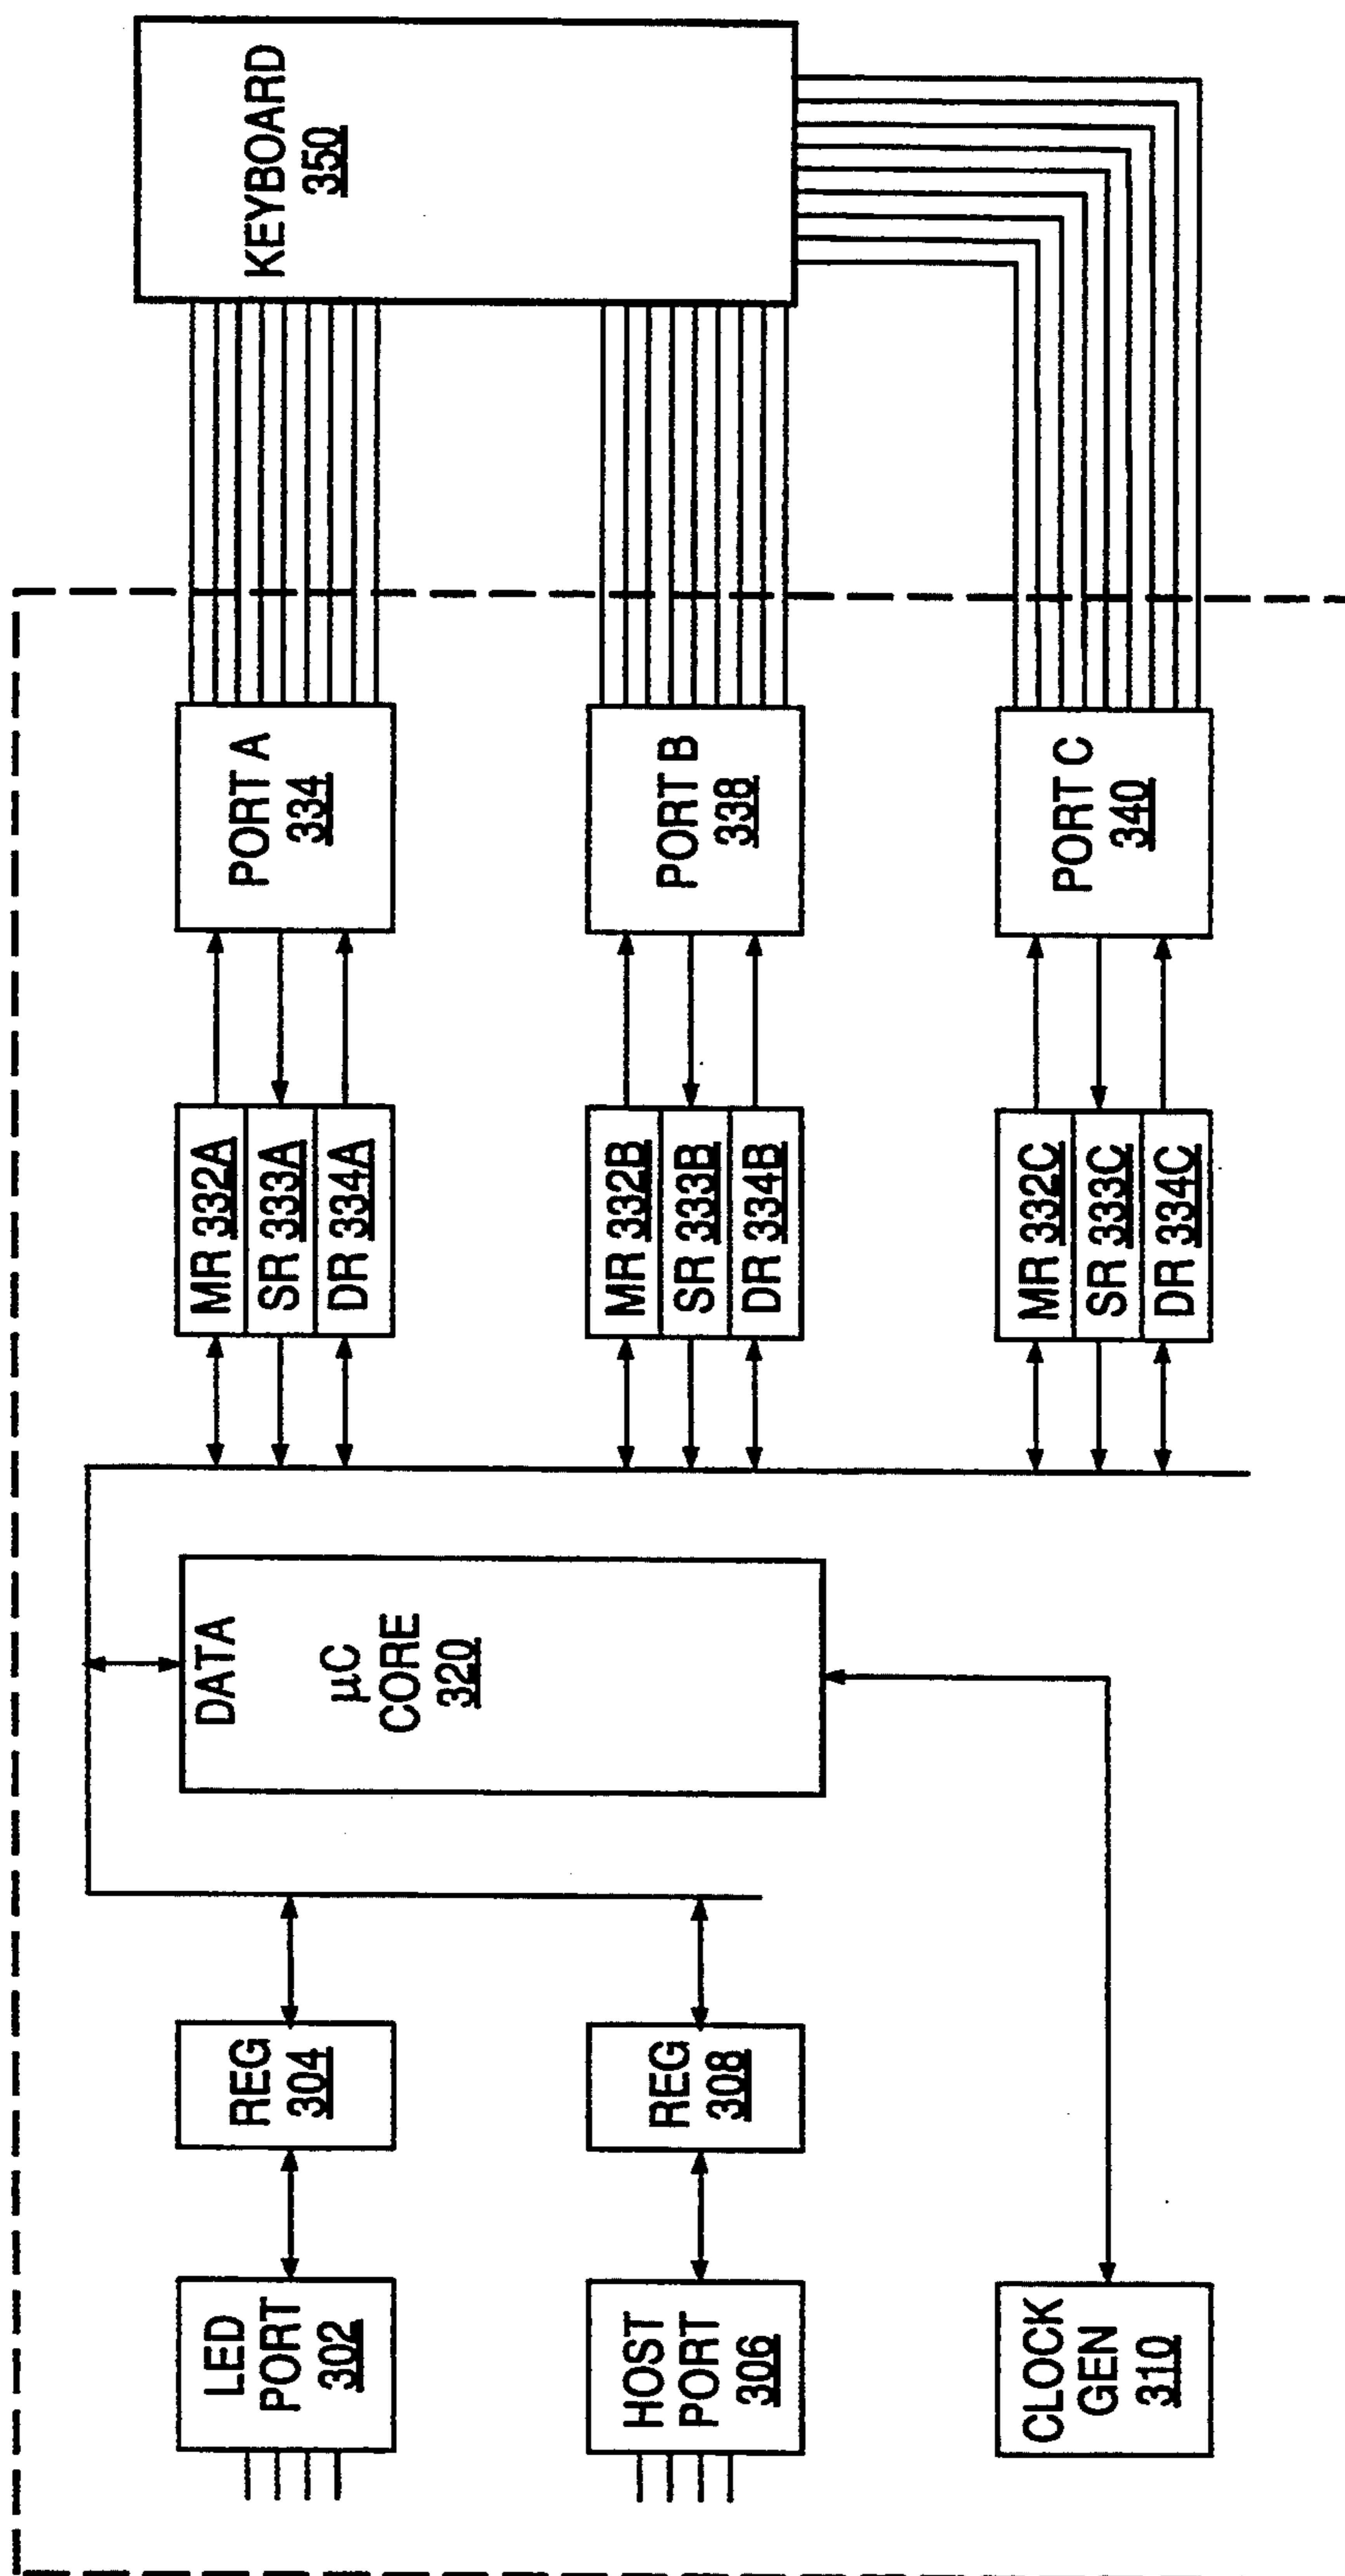 LED
PORT
302
REG
304
DATA
µC
CORE
320
MR 332A
SR 333A
DR 334A
PORT A
334
KEYBOARD
350
HOST
PORT
306
REG
308
MR 332B
SR 333B
DR 334B
PORT B
338
CLOCK
GEN
310
MR 332C
SR 333C
DR 334C
PORT C
340